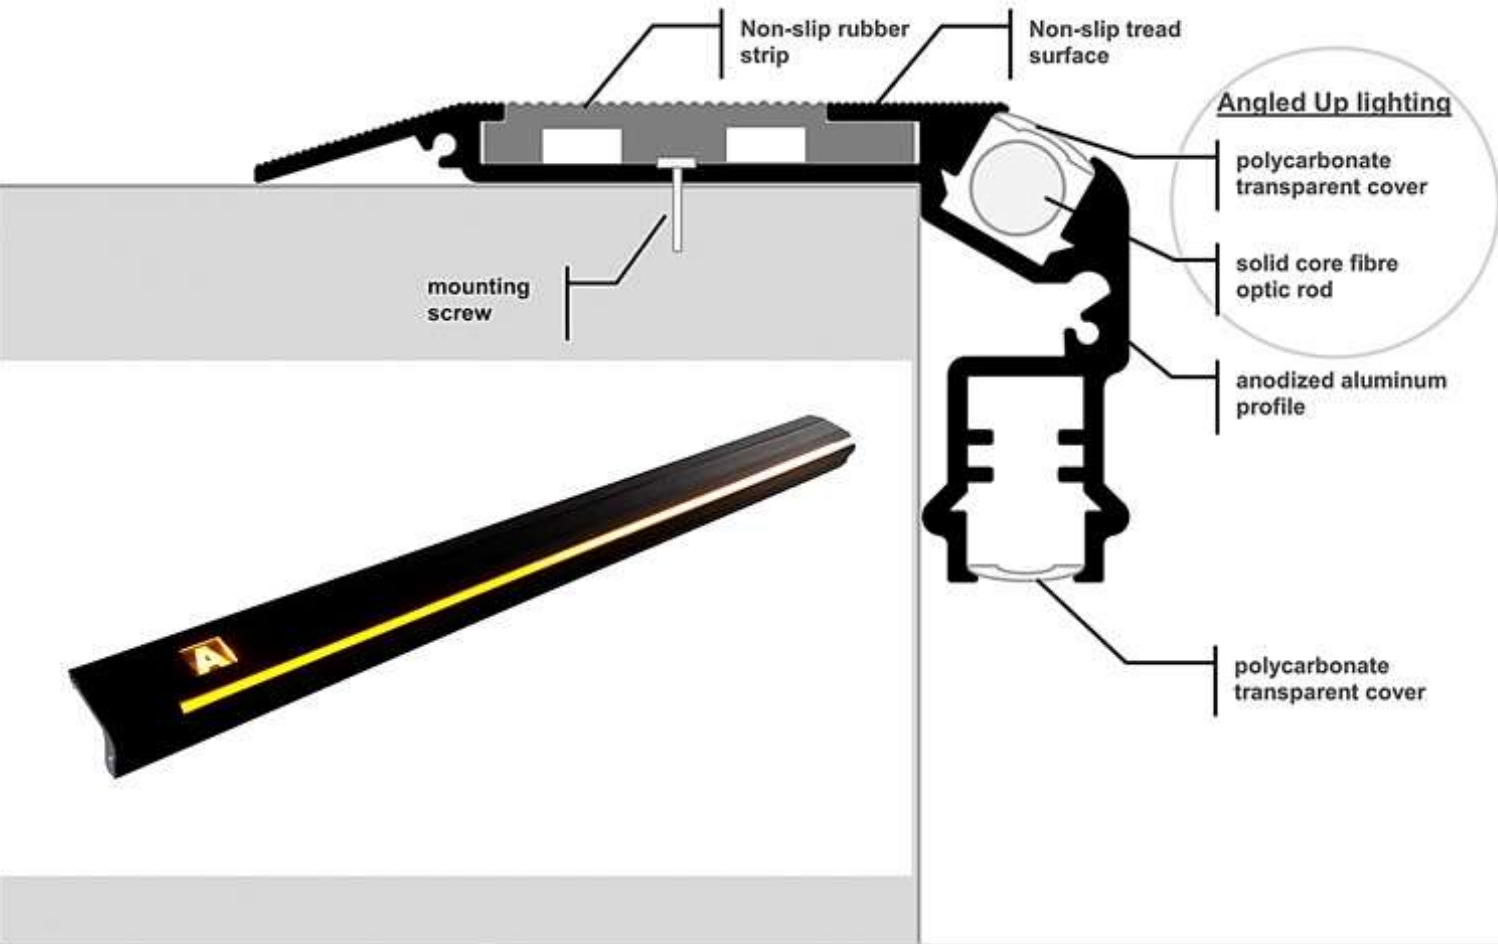 Non-slip rubber
strip
Non-slip tread
surface
Angled Up lighting
polycarbonate
transparent cover
solid core fibre
optic rod
mounting
screw
anodized aluminum
profile
A
polycarbonate
transparent cover